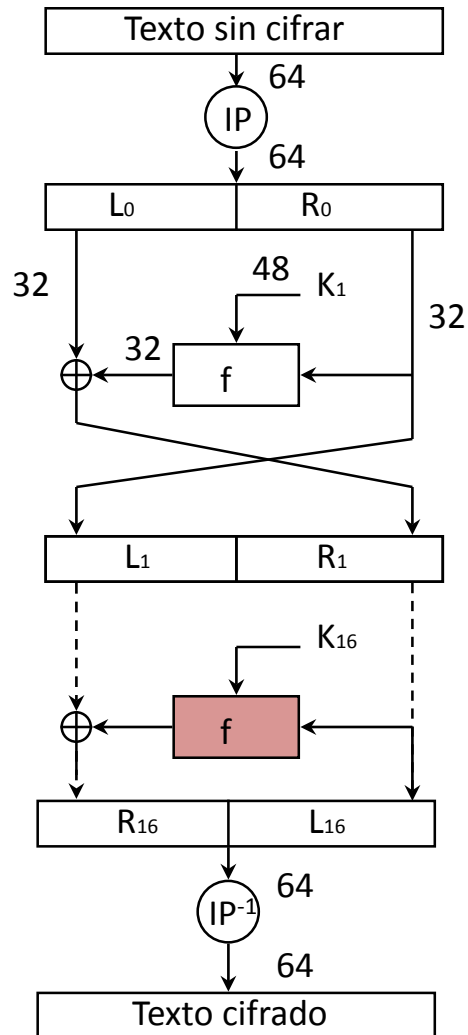 Texto sin cifrar
64
IP
64
L₀ R₀
48 K₁
32 32
32
f
L₁ R₁
K₁₆
f
R₁₆ L₁₆
64
IP⁻¹
64
Texto cifrado